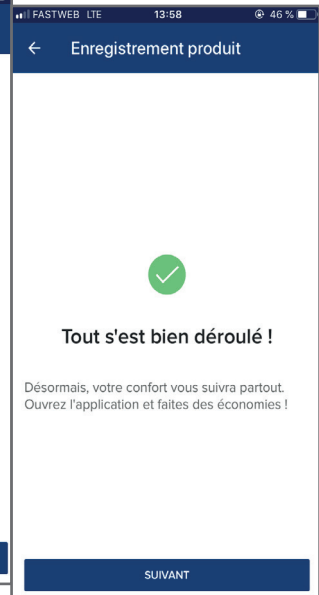 FASTWEB LTE 13:58 46 %
Enregistrement produit
Tout s'est bien déroulé !
Désormais, votre confort vous suivra partout.
Ouvrez l'application et faites des économies !
SUIVANT